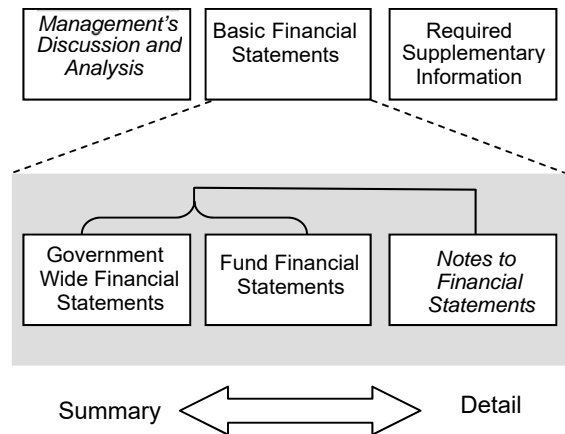 Management's
Discussion and
Analysis
Basic Financial
Statements
Required
Supplementary
Information
Government
Wide Financial
Statements
Fund Financial
Statements
Notes to
Financial
Statements
Summary
Detail